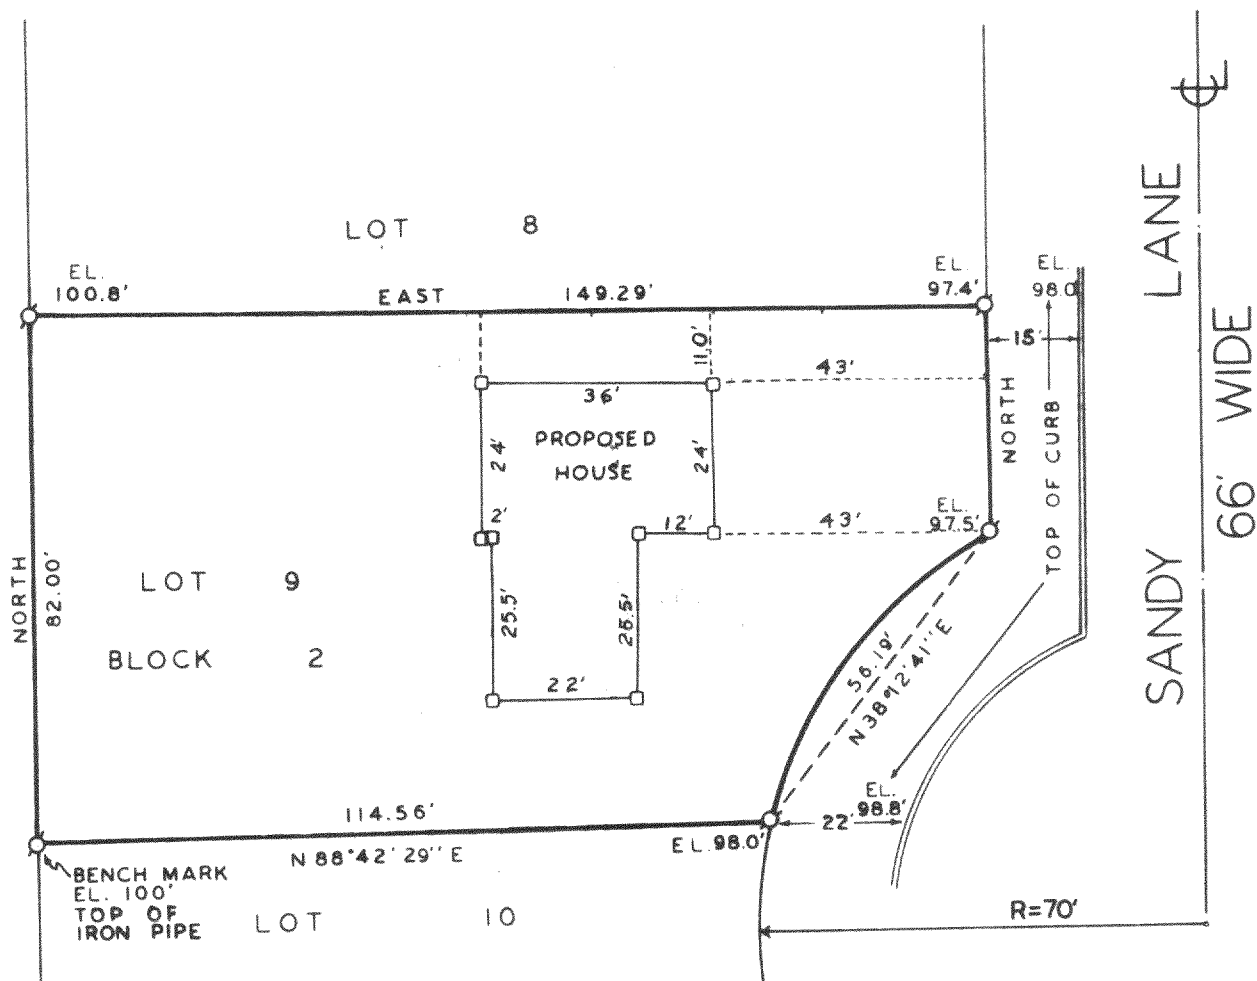 LOT 8
EL.
100.8'
EAST 149.29'
EL.
97.4'
EL.
98.0
15'
11.0'
43'
36'
PROPOSED
HOUSE
24'
24'
2'
12'
43'
EL.
97.5'
NORTH
TOP OF CURB
SANDY LANE
66' WIDE
NORTH
82.00'
LOT 9
BLOCK 2
25.5'
25.5'
22'
56.19'
N 38°12'41" E
EL.
98.8'
22'
114.56'
N 88°42'29" E
EL. 98.0'
BENCH MARK
EL. 100'
TOP OF
IRON PIPE
LOT 10
R=70'